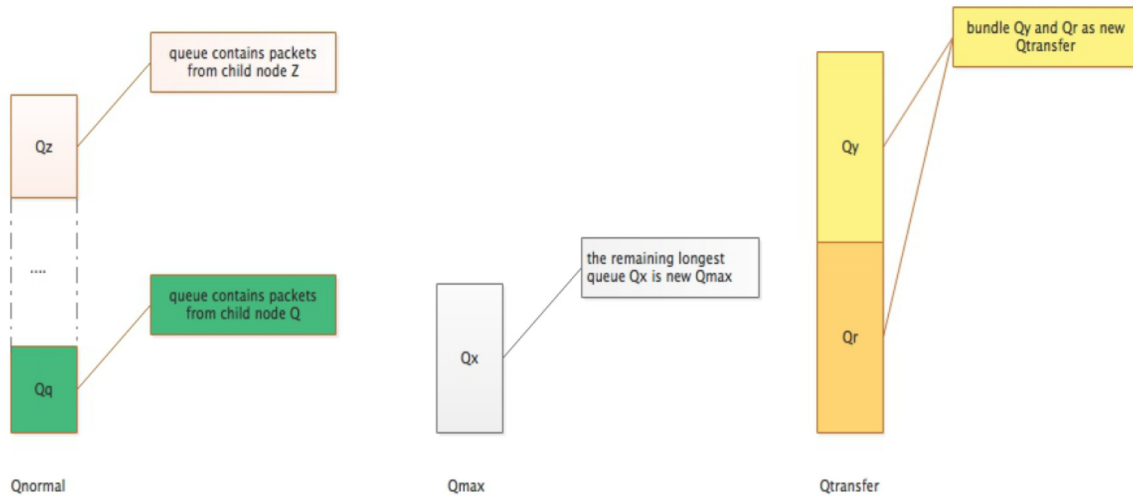 queue contains packets
from child node Z
Qz
....
queue contains packets
from child node Q
Qq
Qnormal
the remaining longest
queue Qx is new Qmax
Qx
Qmax
bundle Qy and Qr as new
Qtransfer
Qy
Qr
Qtransfer